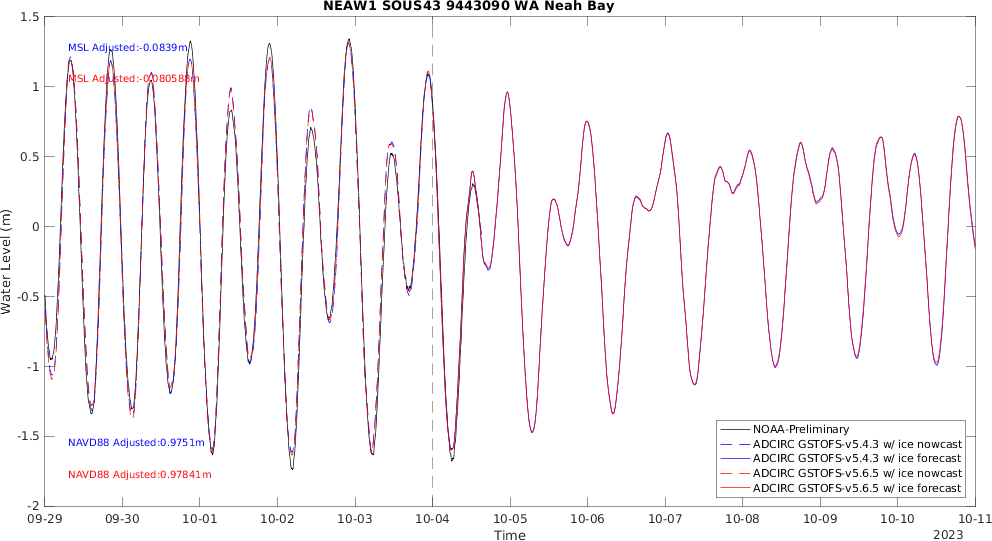 NEAW1 SOUS43 9443090 WA Neah Bay
1.5
MSL Adjusted:-0.0839m
MSL Adjusted:-0.080588m
1
0.5
0
-0.5
-1
-1.5
-2
Water Level (m)
NAVD88 Adjusted:0.9751m
NAVD88 Adjusted:0.97841m
NOAA-Preliminary
ADCIRC GSTOFS-v5.4.3 w/ ice nowcast
ADCIRC GSTOFS-v5.4.3 w/ ice forecast
ADCIRC GSTOFS-v5.6.5 w/ ice nowcast
ADCIRC GSTOFS-v5.6.5 w/ ice forecast
09-29 09-30 10-01 10-02 10-03 10-04 10-05 10-06 10-07 10-08 10-09 10-10 10-11
Time
2023